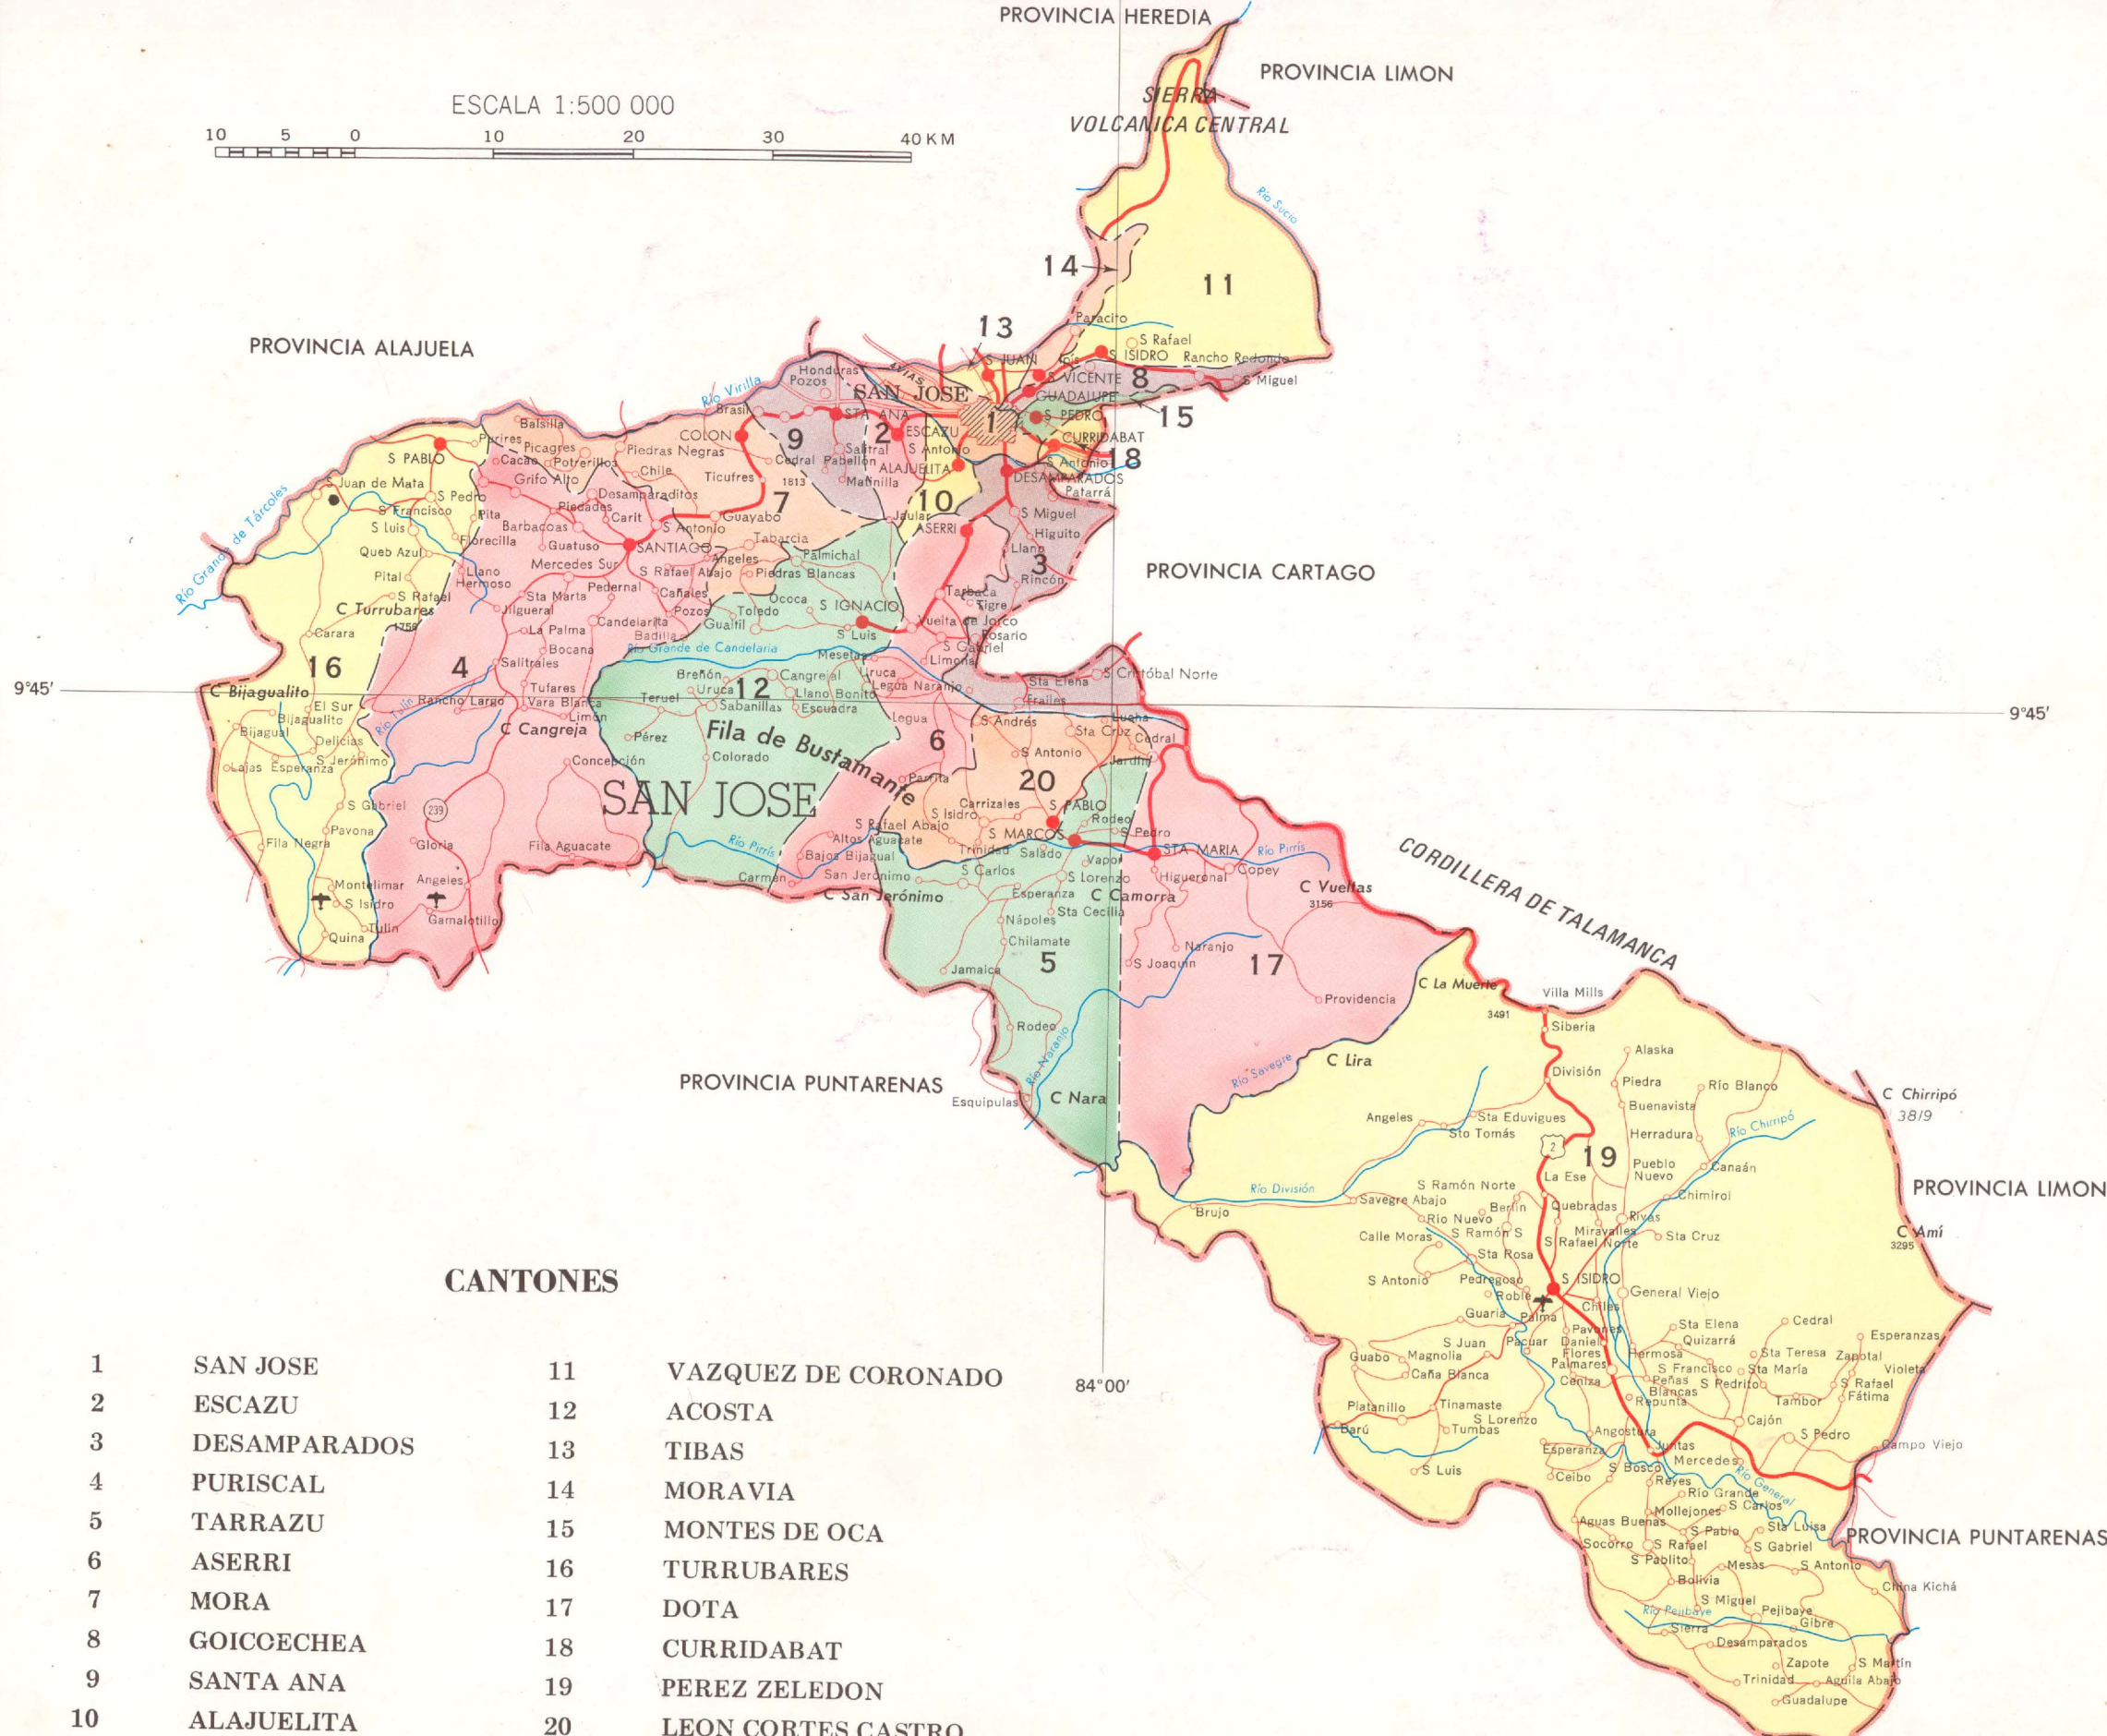 PROVINCIA HEREDIA
PROVINCIA LIMON
ESCALA 1:500 000
10 5 0 10 20 30 40 KM
SIERRA
VOLCANICA CENTRAL
Río Sucio
14
11
13
PROVINCIA ALAJUELA
Paracito
S Rafael
S JUAN
S ISIDRO
Rancho Redondo
S VICENTE
8
S Miguel
GUADALUPE
15
S PEDRO
CURRIDABAT
S Antonio
18
Honduras
Pozos
SAN JOSE
1
Río Virilla
Brasil
STA ANA
9
2
ESCAZU
S Antonio
COLON
Salitral
Cedral
Pabellón
ALAJUELITA
Matinilla
10
DESAMPARADOS
Patarrá
Balsilla
Picagres
Piedras Negras
Purires
S PABLO
Cacao
Potrerillos
Chile
Ticufres
1813
7
Grifo Alto
Desamparaditos
Jaular
ASERRI
S Miguel
Higuito
Llano
3
Rincón
S Juan de Mata
S Pedro
S Francisco
Pita
Piedades
Carit
Barbacoas
S Antonio
Guayabo
S Luis
Florecilla
Guatuso
SANTIAGO
Tabarcia
Palmichal
Queb Azul
Mercedes Sur
Angeles
S Rafael Abajo
Piedras Blancas
Río Grande de Tárcoles
Pital
Llano
Hermoso
Pedernal
Cañales
Ococa
S IGNACIO
Tarbaca
Tigre
S Rafael
Sta Marta
C Turrubares
1756
Jilgueral
Pozos
Toledo
Gualtil
Vuelta de Jorco
Rosario
Carara
La Palma
Candelarita
Badilla
S Luis
S Gabriel
Bocana
Río Grande de Candelaria
Mesetas
Limonal
PROVINCIA CARTAGO
16
4
Salitrales
Breñón
Cangrejal
Uruca
Legua Naranjo
Sta Elena
S Cristóbal Norte
9°45'
C Bijagualito
Tufares
Uruca
12
Llano Bonito
Frailes
9°45'
El Sur
Bijagualito
Río Tulín
Rancho Largo
Vara Blanca
Teruel
Sabanillas
Escuadra
Bijagual
Limón
Legua
S Andrés
Lucha
Delicias
C Cangreja
Pérez
Fila de Bustamante
6
Sta Cruz
Cedral
Lajas
Esperanza
S Jerónimo
Concepción
Colorado
S Antonio
Jardín
Parrita
20
SAN JOSE
S Gabriel
239
Carrizales
S PABLO
S Isidro
Rodeo
Pavona
S Rafael Abajo
S MARCOS
S Pedro
Fila Negra
Gloria
Fila Aguacate
Río Pirrís
Altos Aguacate
Trinidad
Salado
STA MARIA
Río Pirrís
Bajos Bijagual
Vapor
Montelimar
Angeles
Carmen
San Jerónimo
S Carlos
S Lorenzo
Higueronal
Copey
S Isidro
C San Jerónimo
Esperanza
C Camorra
C Vueltas
3156
Gamalotillo
Sta Cecilia
Tulín
Nápoles
Quina
Chilamate
Naranjo
CORDILLERA DE TALAMANCA
Jamaica
5
S Joaquín
17
C La Muerte
3491
Villa Mills
Providencia
Rodeo
Siberia
Río Naranjo
C Lira
Alaska
PROVINCIA PUNTARENAS
Río Savegre
División
Piedra
Río Blanco
C Chirripó
3819
Esquipulas
C Nara
Angeles
Sta Eduvigues
Buenavista
Sto Tomás
2
Herradura
Río Chirripó
19
Pueblo
Nuevo
Canaán
La Ese
PROVINCIA LIMON
Río División
S Ramón Norte
Savegre Abajo
Chimirol
Brujo
Berlín
Quebradas
Río Nuevo
Rivas
Calle Moras
S Ramón S
Miravalles
S Rafael Norte
Sta Cruz
C Amí
3295
Sta Rosa
S Antonio
Pedregoso
S ISIDRO
Roble
General Viejo
Chiles
Guaria
Palma
Pavones
Sta Elena
Cedral
S Juan
Pacuar
Daniel
Flores
Quizarrá
Esperanzas
Guabo
Magnolia
Palmares
Hermosa
S Francisco
Sta Teresa
Zapotal
Caña Blanca
Ceniza
Peñas
Blancas
S Pedrito
Sta María
Violeta
S Rafael
Platanillo
Tinamaste
Repunta
Tambor
Fátima
S Lorenzo
Cajón
Barú
Tumbas
Angostura
S Pedro
Esperanza
Juntas
Campo Viejo
Mercedes
S Luis
Ceibo
S Bosco
Reyes
Río General
Río Grande
Mollejones
S Carlos
Aguas Buenas
S Pablo
Sta Luisa
PROVINCIA PUNTARENAS
Socorro
S Rafael
S Gabriel
S Pablito
Mesas
S Antonio
Bolivia
China Kichá
S Miguel
Río Pejibaye
Pejibaye
Sierra
Gibre
Desamparados
Zapote
S Martín
Trinidad
Aguila Abajo
Guadalupe
84°00'
CANTONES
1 SAN JOSE
2 ESCAZU
3 DESAMPARADOS
4 PURISCAL
5 TARRAZU
6 ASERRI
7 MORA
8 GOICOECHEA
9 SANTA ANA
10 ALAJUELITA
11 VAZQUEZ DE CORONADO
12 ACOSTA
13 TIBAS
14 MORAVIA
15 MONTES DE OCA
16 TURRUBARES
17 DOTA
18 CURRIDABAT
19 PEREZ ZELEDON
20 LEON CORTES CASTRO